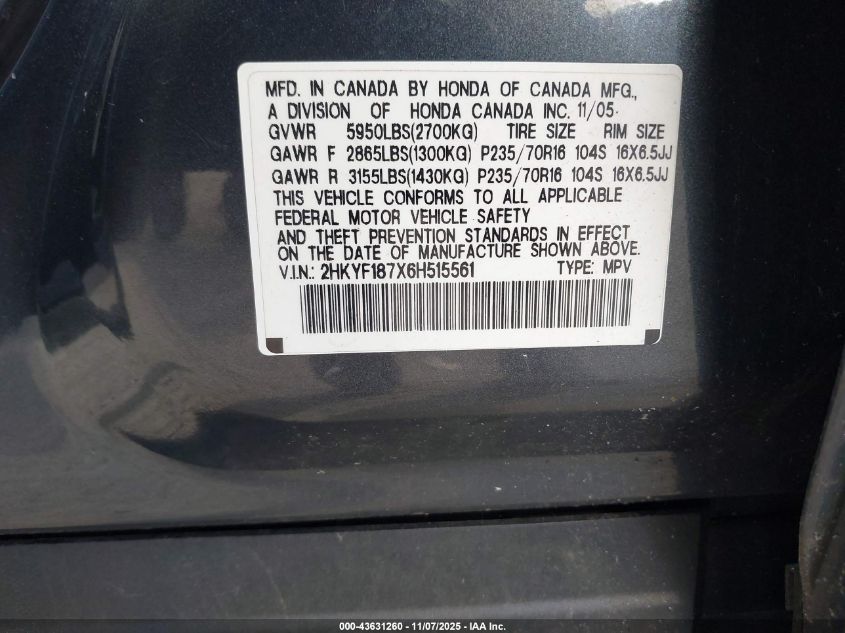 MFD. IN CANADA BY HONDA OF CANADA MFG.,
A DIVISION OF HONDA CANADA INC. 11/05
GVWR 5950LBS(2700KG) TIRE SIZE RIM SIZE
GAWR F 2865LBS(1300KG) P235/70R16 104S 16X6.5JJ
GAWR R 3155LBS(1430KG) P235/70R16 104S 16X6.5JJ
THIS VEHICLE CONFORMS TO ALL APPLICABLE
FEDERAL MOTOR VEHICLE SAFETY
AND THEFT PREVENTION STANDARDS IN EFFECT
ON THE DATE OF MANUFACTURE SHOWN ABOVE.
V.I.N.: 2HKYF187X6H515561 TYPE: MPV
000-43631260 - 11/07/2025 - IAA Inc.